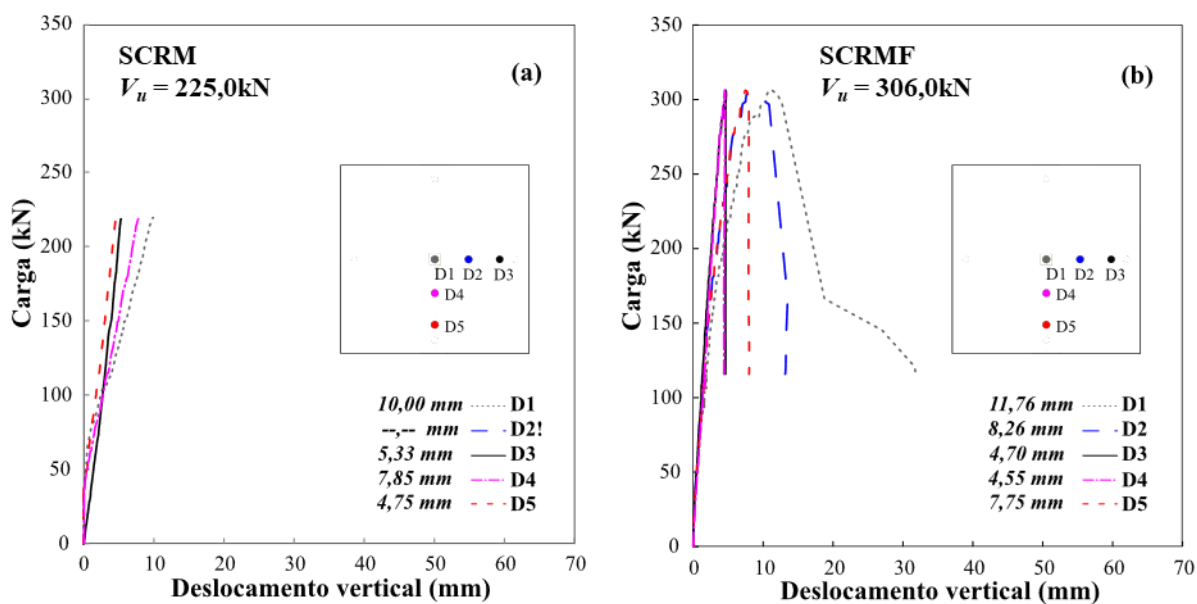 SCRM
V_u = 225,0kN
(a)
350
300
250
200
150
100
50
0
Carga (kN)
D1 D2 D3
D4
D5
10,00 mm D1
--,-- mm D2!
5,33 mm D3
7,85 mm D4
4,75 mm D5
0 10 20 30 40 50 60 70
Deslocamento vertical (mm)
SCRMF
V_u = 306,0kN
(b)
350
300
250
200
150
100
50
0
Carga (kN)
D1 D2 D3
D4
D5
11,76 mm D1
8,26 mm D2
4,70 mm D3
4,55 mm D4
7,75 mm D5
0 10 20 30 40 50 60 70
Deslocamento vertical (mm)